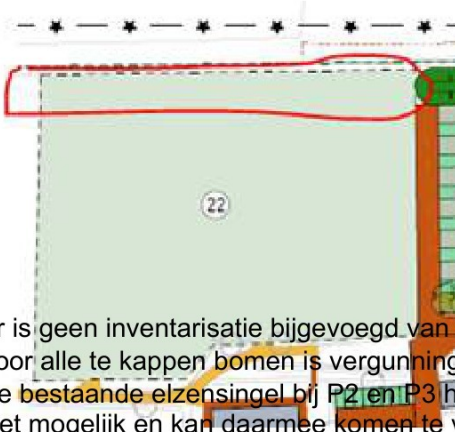 22
r is geen inventarisatie bijgevoegd van
oor alle te kappen bomen is vergunning
e bestaande elzensingel bij P2 en P3 h
et mogelijk en kan daarmee komen te v